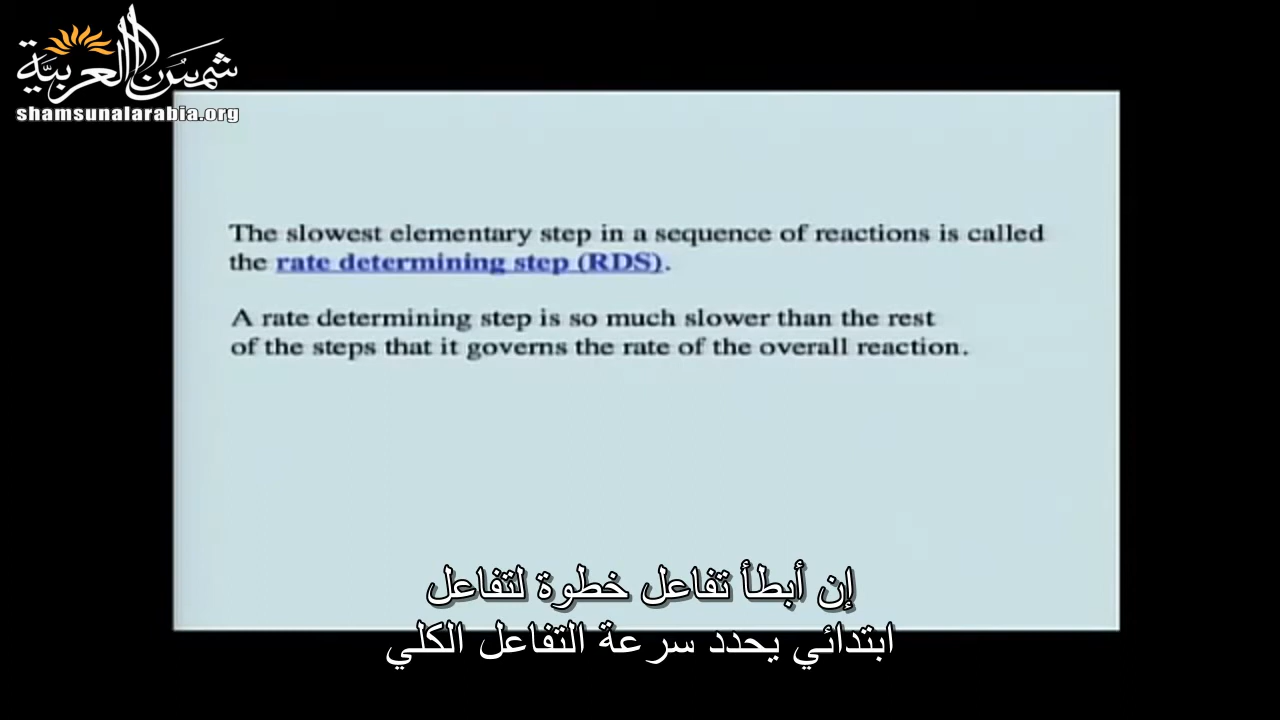 شمس العربية
shamsunalarabia.org
The slowest elementary step in a sequence of reactions is called
the rate determining step (RDS).
A rate determining step is so much slower than the rest
of the steps that it governs the rate of the overall reaction.
إن أبطأ تفاعل خطوة لتفاعل
ابتدائي يحدد سرعة التفاعل الكلي